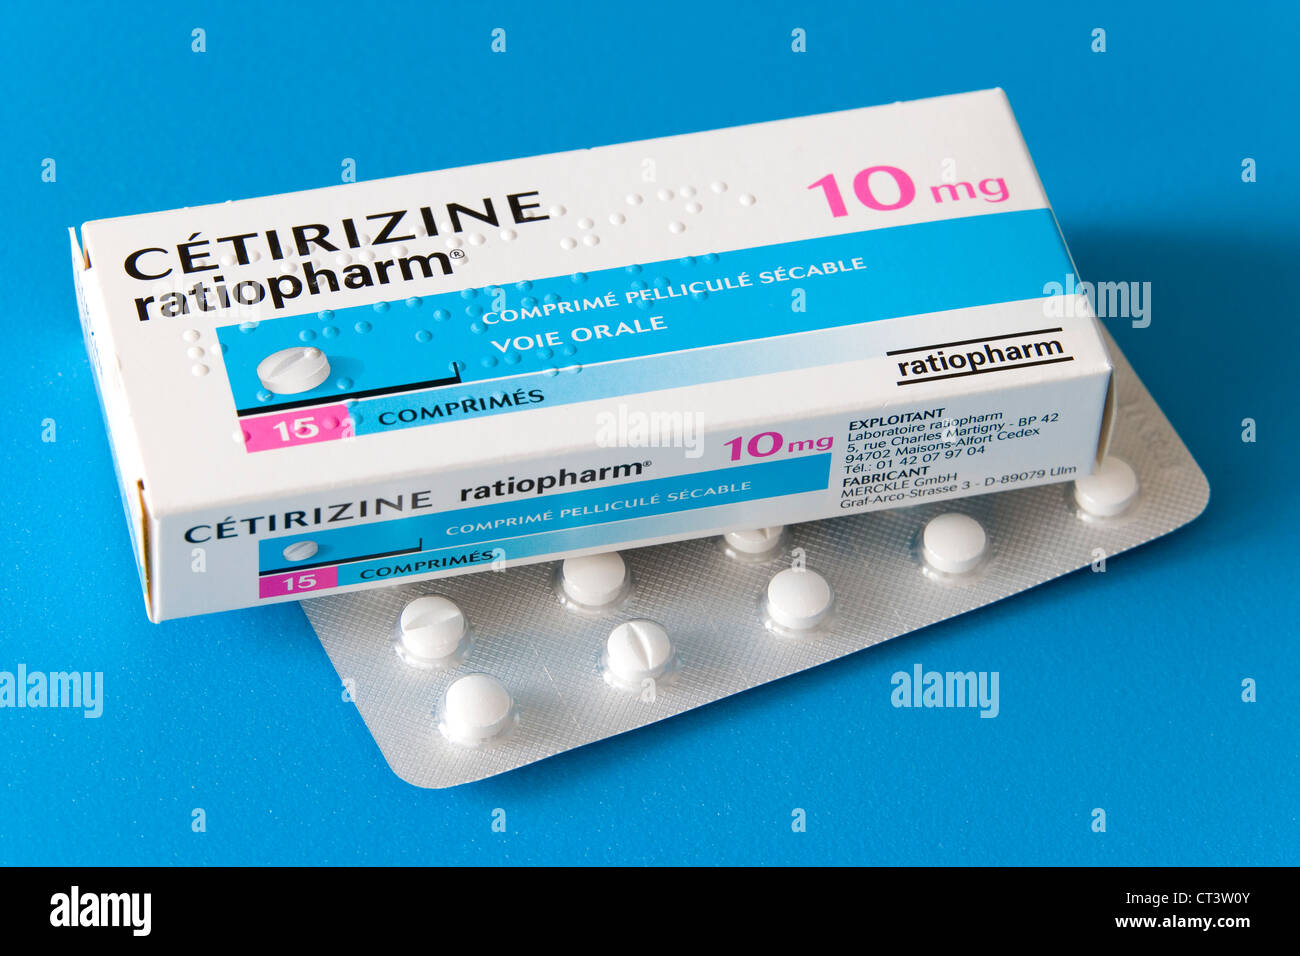 CÉTIRIZINE
ratiopharm®
10 mg
COMPRIMÉ PELLICULÉ SÉCABLE
VOIE ORALE
15 COMPRIMÉS
ratiopharm
CÉTIRIZINE ratiopharm®
10 mg
COMPRIMÉ PELLICULÉ SÉCABLE
15 COMPRIMÉS
EXPLOITANT
Laboratoire ratiopharm
5, rue Charles Martigny - BP 42
94702 Maisons-Alfort Cedex
Tél.: 01 42 07 97 04
FABRICANT
MERCKLE GmbH
Graf-Arco-Strasse 3 - D-89079 Ulm
a
a
a
a
a
a
a
a
alamy
alamy
alamy
a
a
a
a
a
a
alamy
Image ID: CT3W0Y
www.alamy.com